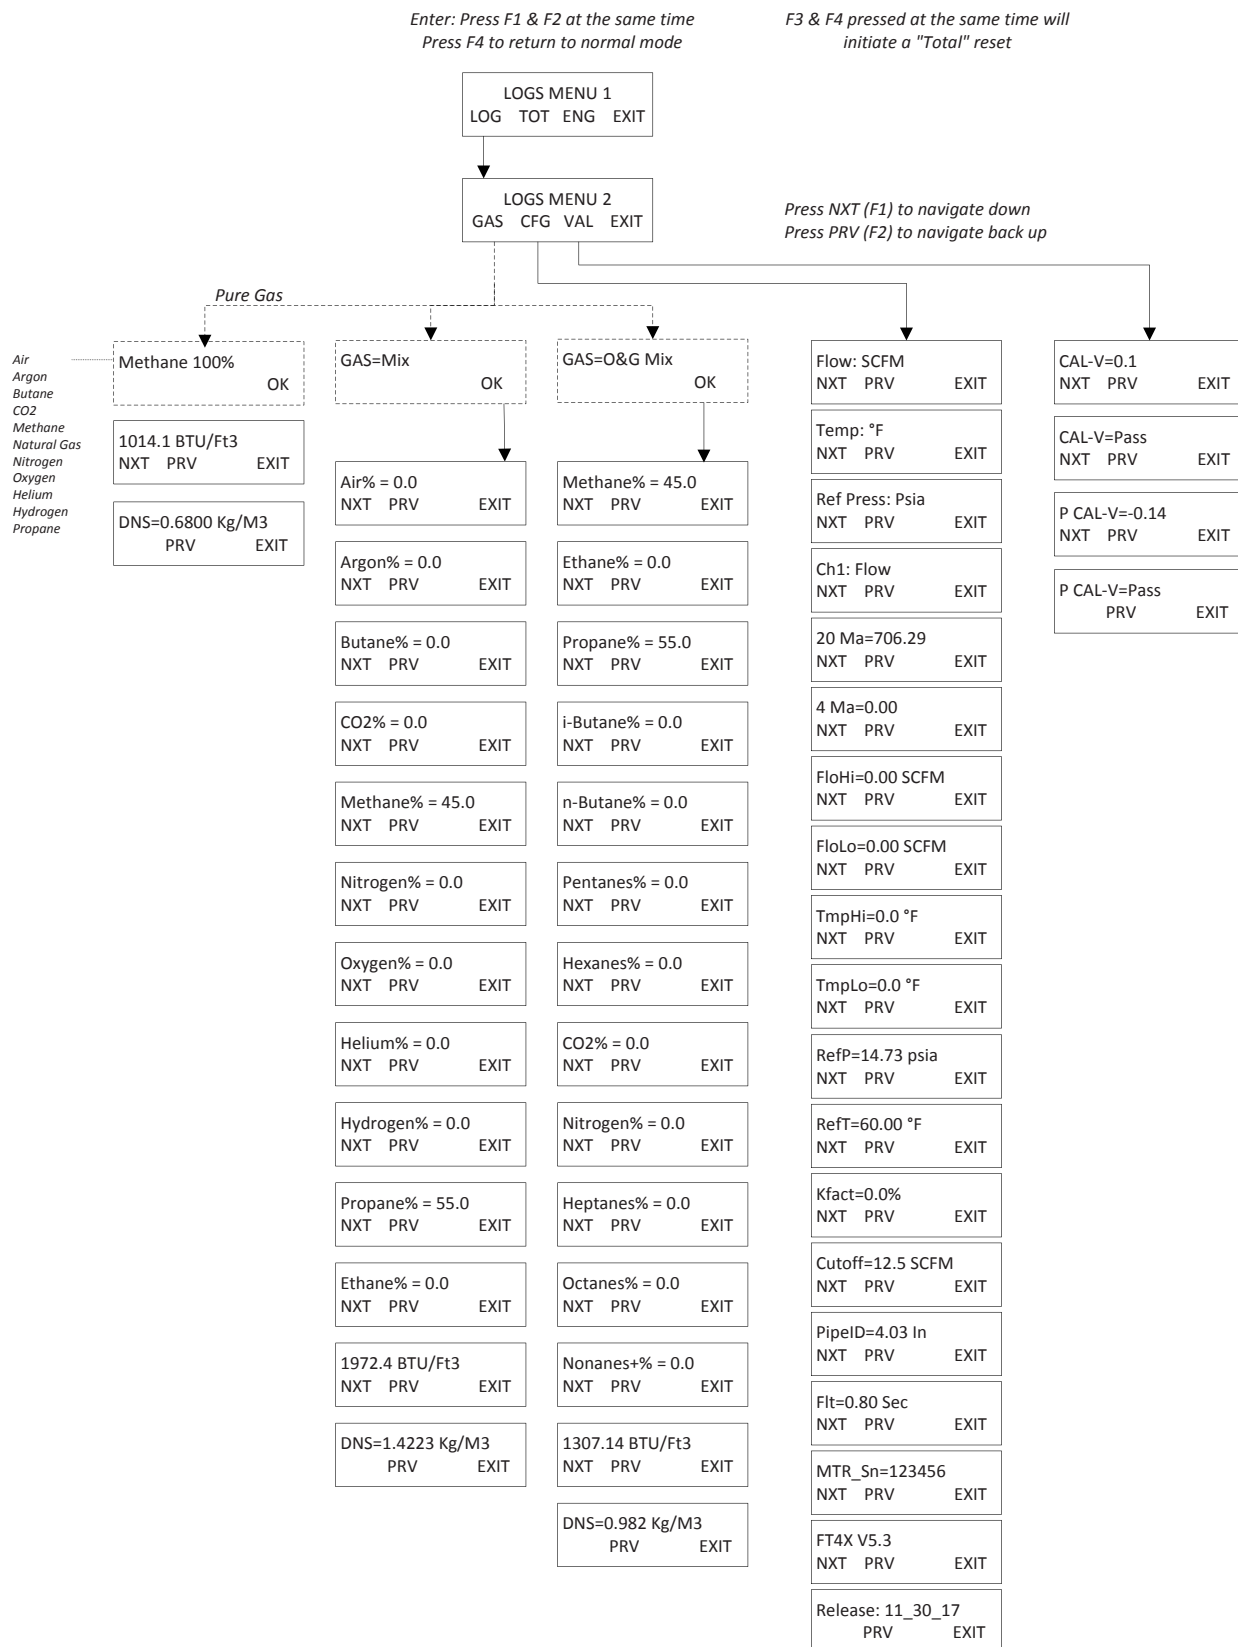 Enter: Press F1 & F2 at the same time
Press F4 to return to normal mode
F3 & F4 pressed at the same time will
initiate a "Total" reset
LOGS MENU 1
LOG TOT ENG EXIT
LOGS MENU 2
GAS CFG VAL EXIT
Press NXT (F1) to navigate down
Press PRV (F2) to navigate back up
Pure Gas
Air
Argon
Butane
CO2
Methane
Natural Gas
Nitrogen
Oxygen
Helium
Hydrogen
Propane
Methane 100%
OK
1014.1 BTU/Ft3
NXT PRV EXIT
DNS=0.6800 Kg/M3
PRV EXIT
GAS=Mix
OK
Air% = 0.0
NXT PRV EXIT
Argon% = 0.0
NXT PRV EXIT
Butane% = 0.0
NXT PRV EXIT
CO2% = 0.0
NXT PRV EXIT
Methane% = 45.0
NXT PRV EXIT
Nitrogen% = 0.0
NXT PRV EXIT
Oxygen% = 0.0
NXT PRV EXIT
Helium% = 0.0
NXT PRV EXIT
Hydrogen% = 0.0
NXT PRV EXIT
Propane% = 55.0
NXT PRV EXIT
Ethane% = 0.0
NXT PRV EXIT
1972.4 BTU/Ft3
NXT PRV EXIT
DNS=1.4223 Kg/M3
PRV EXIT
GAS=O&G Mix
OK
Methane% = 45.0
NXT PRV EXIT
Ethane% = 0.0
NXT PRV EXIT
Propane% = 55.0
NXT PRV EXIT
i-Butane% = 0.0
NXT PRV EXIT
n-Butane% = 0.0
NXT PRV EXIT
Pentanes% = 0.0
NXT PRV EXIT
Hexanes% = 0.0
NXT PRV EXIT
CO2% = 0.0
NXT PRV EXIT
Nitrogen% = 0.0
NXT PRV EXIT
Heptanes% = 0.0
NXT PRV EXIT
Octanes% = 0.0
NXT PRV EXIT
Nonanes+% = 0.0
NXT PRV EXIT
1307.14 BTU/Ft3
NXT PRV EXIT
DNS=0.982 Kg/M3
PRV EXIT
Flow: SCFM
NXT PRV EXIT
Temp: °F
NXT PRV EXIT
Ref Press: Psia
NXT PRV EXIT
Ch1: Flow
NXT PRV EXIT
20 Ma=706.29
NXT PRV EXIT
4 Ma=0.00
NXT PRV EXIT
FloHi=0.00 SCFM
NXT PRV EXIT
FloLo=0.00 SCFM
NXT PRV EXIT
TmpHi=0.0 °F
NXT PRV EXIT
TmpLo=0.0 °F
NXT PRV EXIT
RefP=14.73 psia
NXT PRV EXIT
RefT=60.00 °F
NXT PRV EXIT
Kfact=0.0%
NXT PRV EXIT
Cutoff=12.5 SCFM
NXT PRV EXIT
PipeID=4.03 In
NXT PRV EXIT
Flt=0.80 Sec
NXT PRV EXIT
MTR_Sn=123456
NXT PRV EXIT
FT4X V5.3
NXT PRV EXIT
Release: 11_30_17
PRV EXIT
CAL-V=0.1
NXT PRV EXIT
CAL-V=Pass
NXT PRV EXIT
P CAL-V=-0.14
NXT PRV EXIT
P CAL-V=Pass
PRV EXIT